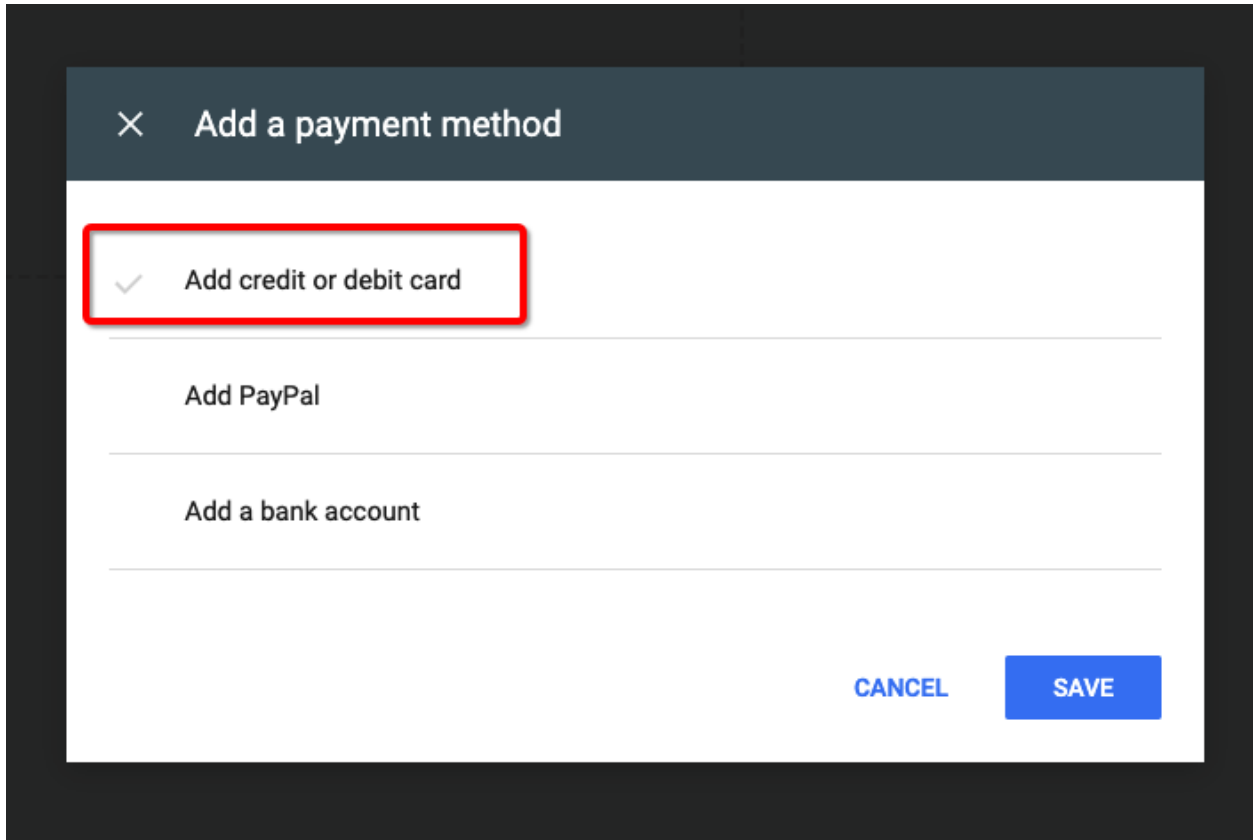 Add a payment method
Add credit or debit card
Add PayPal
Add a bank account
CANCEL SAVE